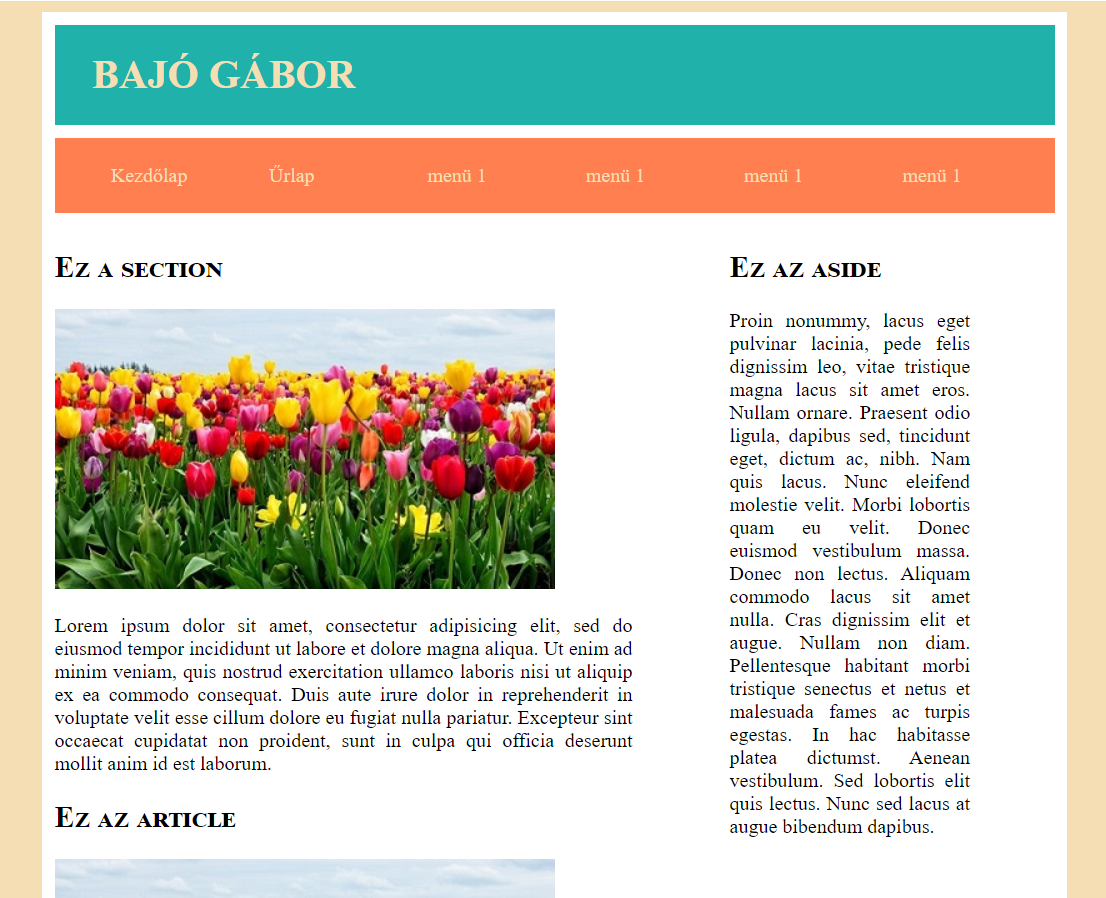 BAJÓ GÁBOR
Kezdőlap Űrlap menü 1 menü 1 menü 1 menü 1
Ez a section
Lorem ipsum dolor sit amet, consectetur adipisicing elit, sed do
eiusmod tempor incididunt ut labore et dolore magna aliqua. Ut enim ad
minim veniam, quis nostrud exercitation ullamco laboris nisi ut aliquip
ex ea commodo consequat. Duis aute irure dolor in reprehenderit in
voluptate velit esse cillum dolore eu fugiat nulla pariatur. Excepteur sint
occaecat cupidatat non proident, sunt in culpa qui officia deserunt
mollit anim id est laborum.
Ez az article
Ez az aside
Proin nonummy, lacus eget
pulvinar lacinia, pede felis
dignissim leo, vitae tristique
magna lacus sit amet eros.
Nullam ornare. Praesent odio
ligula, dapibus sed, tincidunt
eget, dictum ac, nibh. Nam
quis lacus. Nunc eleifend
molestie velit. Morbi lobortis
quam eu velit. Donec
euismod vestibulum massa.
Donec non lectus. Aliquam
commodo lacus sit amet
nulla. Cras dignissim elit et
augue. Nullam non diam.
Pellentesque habitant morbi
tristique senectus et netus et
malesuada fames ac turpis
egestas. In hac habitasse
platea dictumst. Aenean
vestibulum. Sed lobortis elit
quis lectus. Nunc sed lacus at
augue bibendum dapibus.